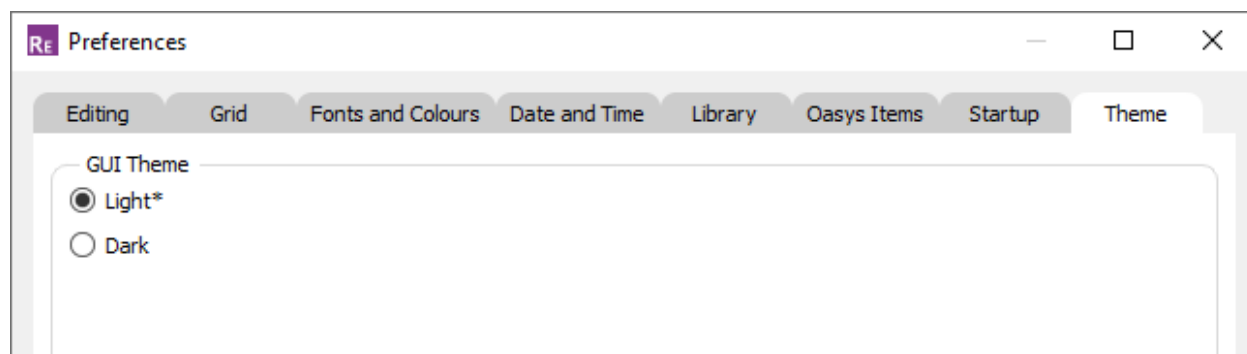 RE Preferences
Editing Grid Fonts and Colours Date and Time Library Oasys Items Startup Theme
GUI Theme
Light*
Dark